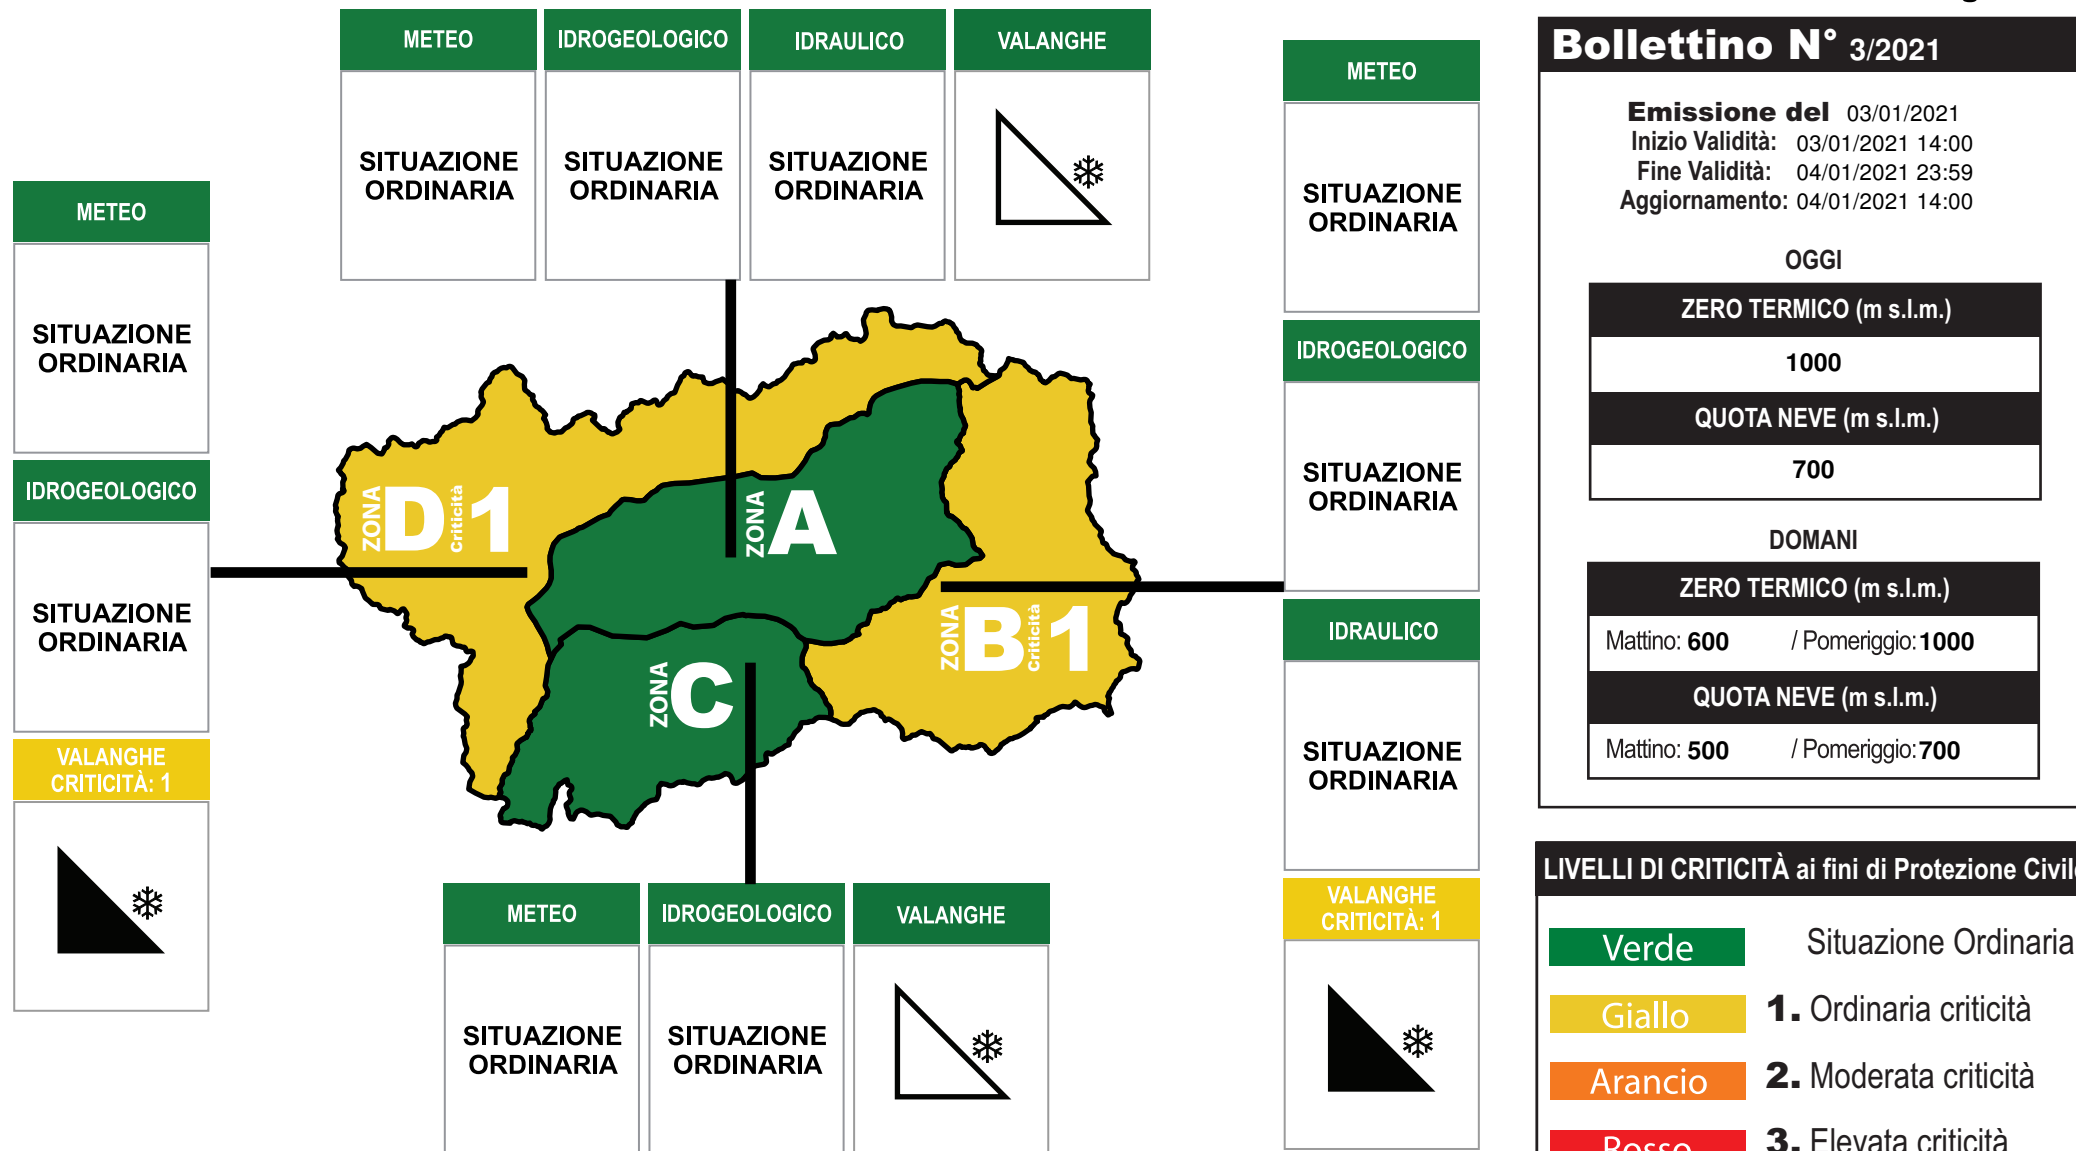 METEO
IDROGEOLOGICO
IDRAULICO
VALANGHE
SITUAZIONE
ORDINARIA
SITUAZIONE
ORDINARIA
SITUAZIONE
ORDINARIA
METEO
SITUAZIONE
ORDINARIA
IDROGEOLOGICO
SITUAZIONE
ORDINARIA
VALANGHE
CRITICITÀ: 1
ZONA D Criticità 1
ZONA A
ZONA B Criticità 1
ZONA C
METEO
IDROGEOLOGICO
VALANGHE
SITUAZIONE
ORDINARIA
SITUAZIONE
ORDINARIA
METEO
SITUAZIONE
ORDINARIA
IDROGEOLOGICO
SITUAZIONE
ORDINARIA
IDRAULICO
SITUAZIONE
ORDINARIA
VALANGHE
CRITICITÀ: 1
Bollettino N° 3/2021
Emissione del 03/01/2021
Inizio Validità: 03/01/2021 14:00
Fine Validità: 04/01/2021 23:59
Aggiornamento: 04/01/2021 14:00
OGGI
ZERO TERMICO (m s.l.m.)
1000
QUOTA NEVE (m s.l.m.)
700
DOMANI
ZERO TERMICO (m s.l.m.)
Mattino: 600 / Pomeriggio: 1000
QUOTA NEVE (m s.l.m.)
Mattino: 500 / Pomeriggio: 700
LIVELLI DI CRITICITÀ ai fini di Protezione Civile
Verde Situazione Ordinaria
Giallo 1. Ordinaria criticità
Arancio 2. Moderata criticità
Rosso 3. Elevata criticità